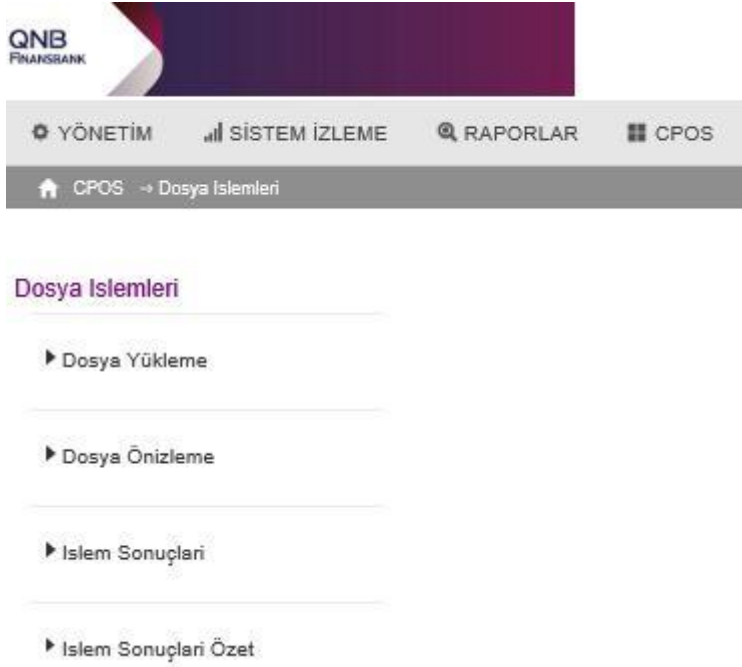 QNB
FINANSBANK
YÖNETİM SİSTEM İZLEME RAPORLAR CPOS
CPOS → Dosya Islemleri
Dosya Islemleri
Dosya Yükleme
Dosya Önizleme
Islem Sonuçlari
Islem Sonuçlari Özet